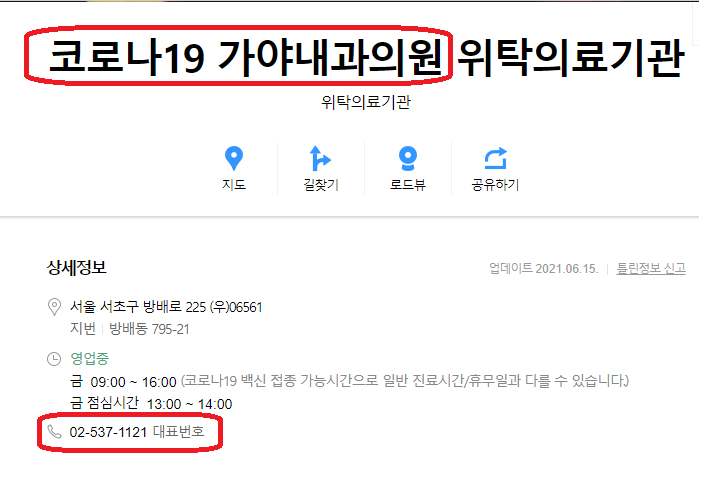 코로나19 가야내과의원 위탁의료기관
위탁의료기관
지도 길찾기 로드뷰 공유하기
상세정보 업데이트 2021.06.15. 틀린정보 신고
서울 서초구 방배로 225 (우)06561
지번 방배동 795-21
영업중
금 09:00 ~ 16:00 (코로나19 백신 접종 가능시간으로 일반 진료시간/휴무일과 다를 수 있습니다.)
금 점심시간 13:00 ~ 14:00
02-537-1121 대표번호